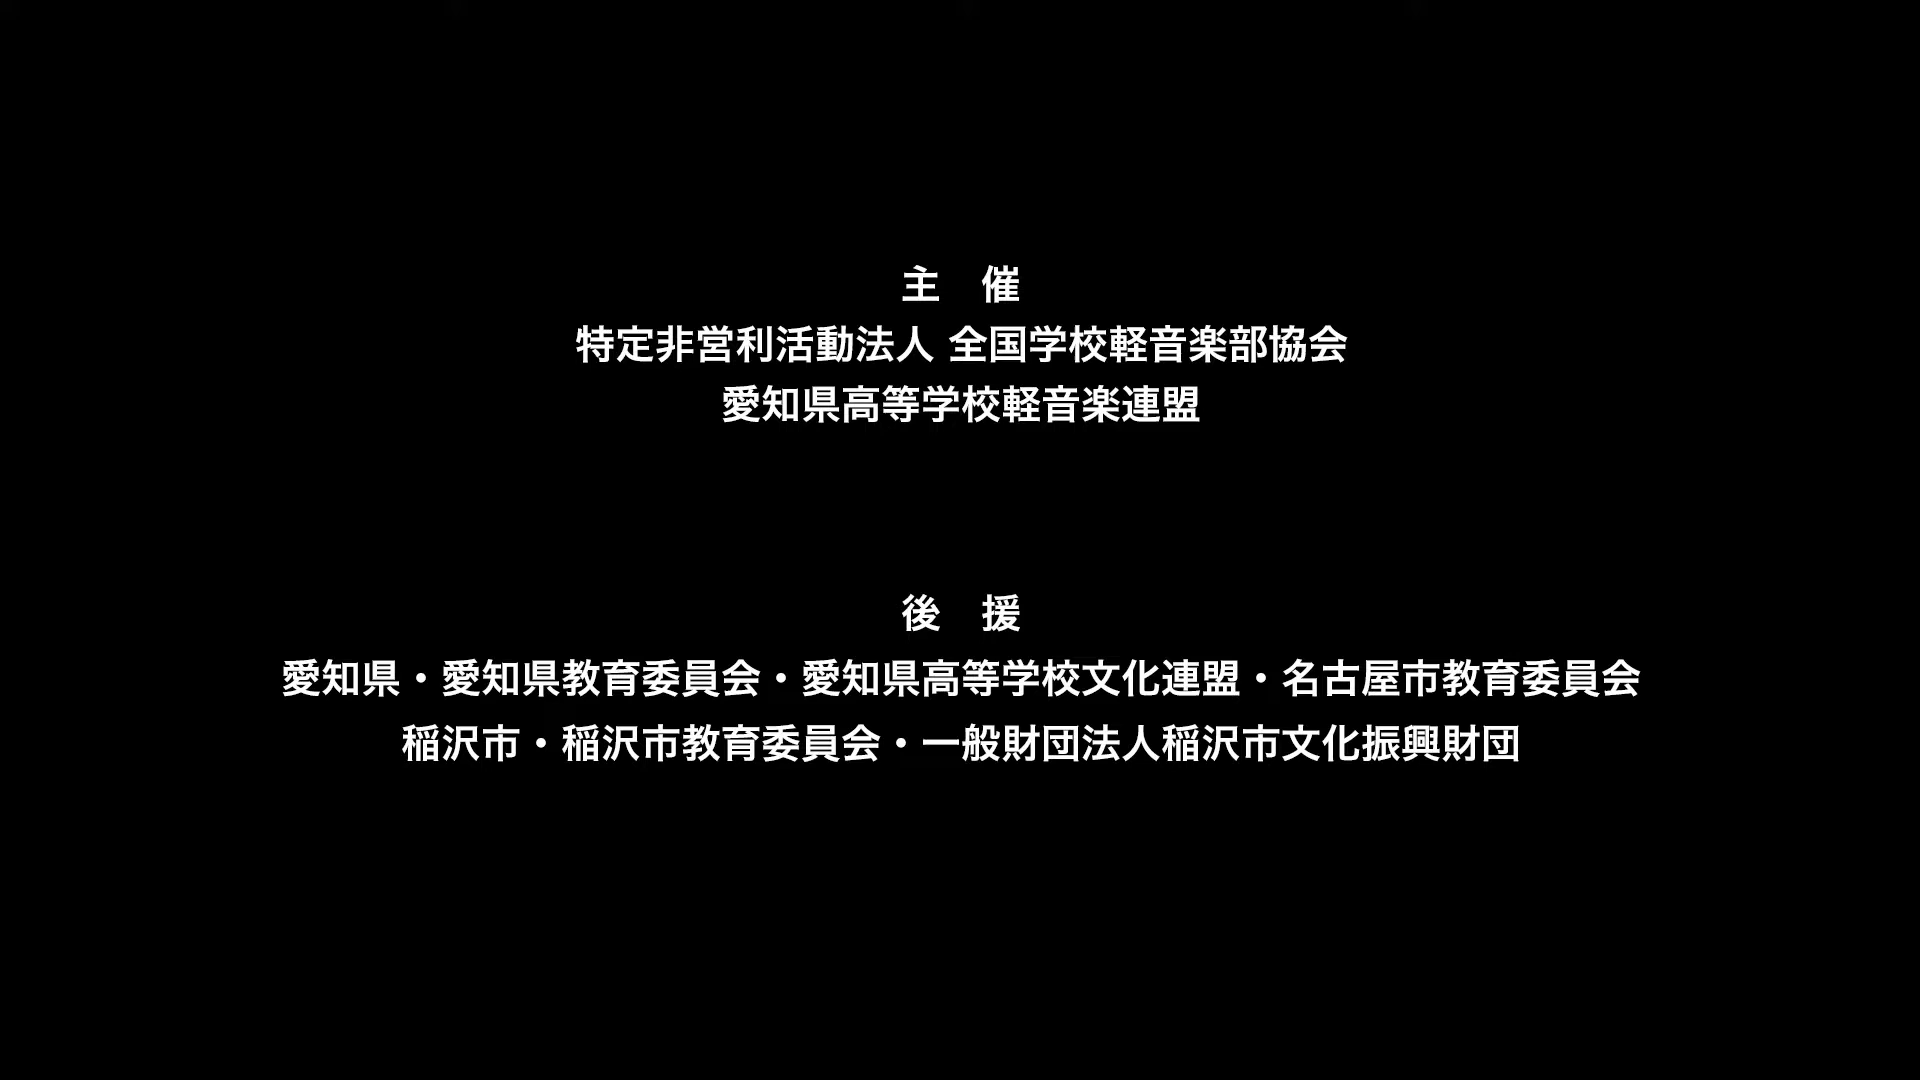 主　催
特定非営利活動法人 全国学校軽音楽部協会
愛知県高等学校軽音楽連盟
後　援
愛知県・愛知県教育委員会・愛知県高等学校文化連盟・名古屋市教育委員会
稲沢市・稲沢市教育委員会・一般財団法人稲沢市文化振興財団